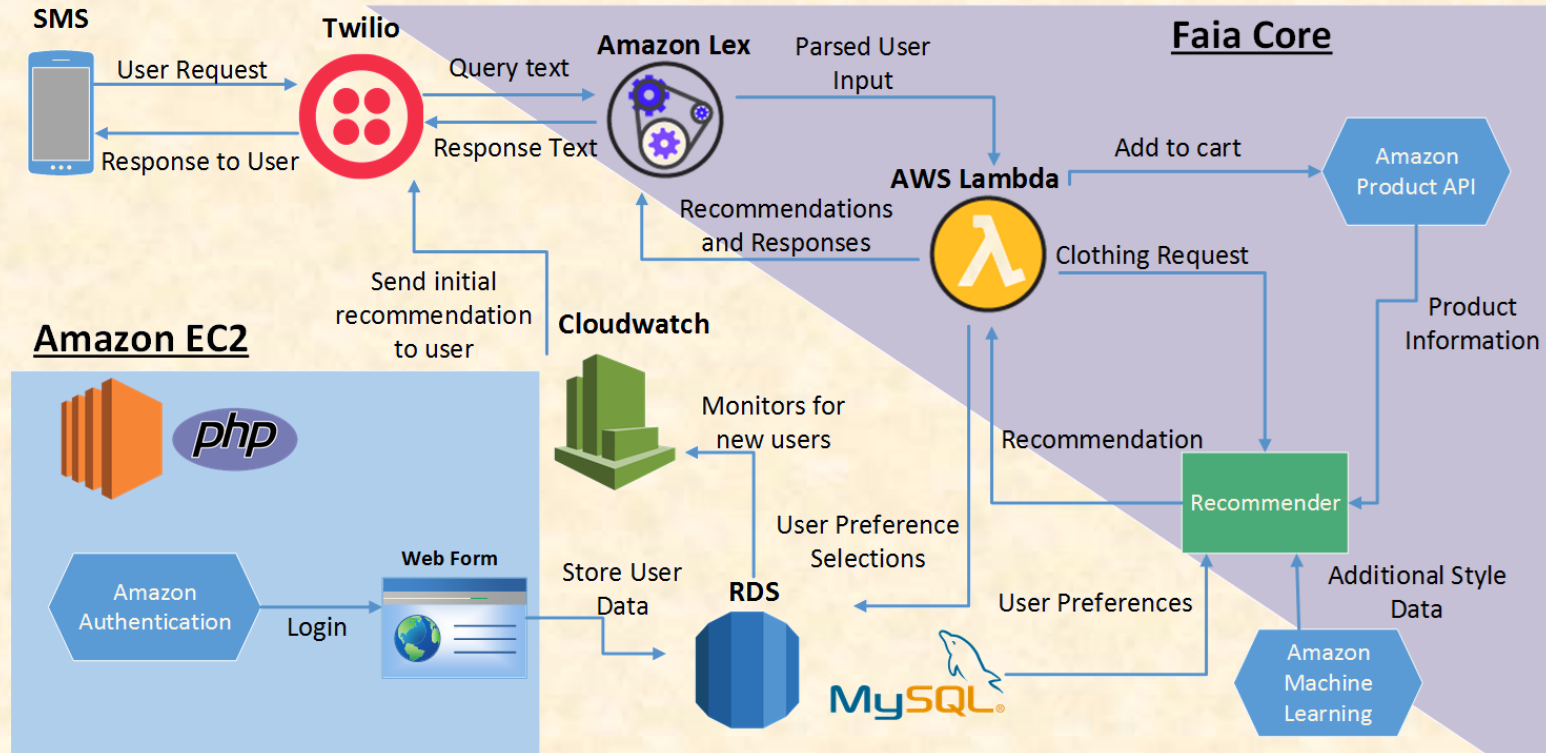 SMS
Twilio
Amazon Lex
Faia Core
User Request
Query text
Parsed User
Input
Response to User
Response Text
Add to cart
Amazon
Product API
AWS Lambda
Recommendations
and Responses
Clothing Request
Send initial
recommendation
to user
Product
Information
Amazon EC2
Cloudwatch
php
Monitors for
new users
Recommendation
Recommender
User Preference
Selections
Web Form
Amazon
Authentication
Login
Store User
Data
RDS
User Preferences
Additional Style
Data
MySQL®
Amazon
Machine
Learning